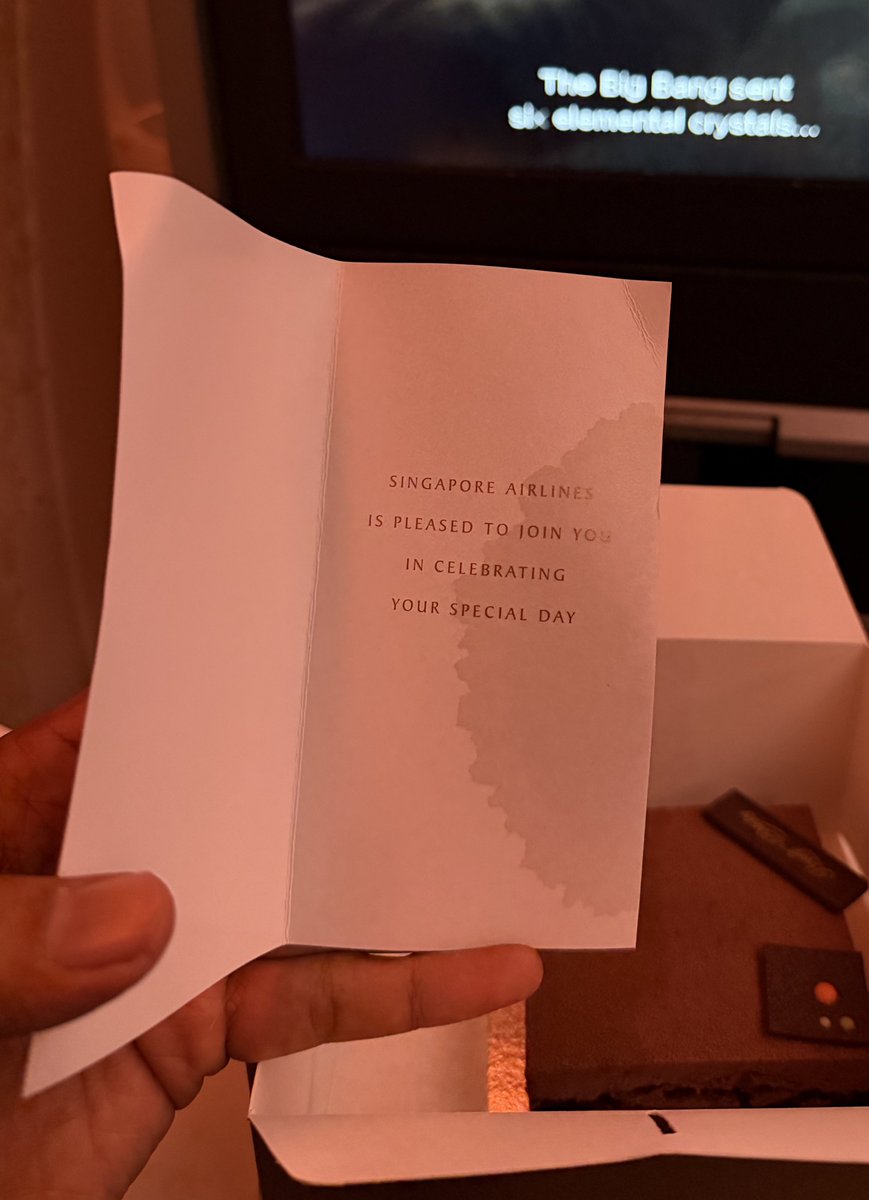 The Big Bang sent
six elemental crystals...
SINGAPORE AIRLINES
IS PLEASED TO JOIN YOU
IN CELEBRATING
YOUR SPECIAL DAY